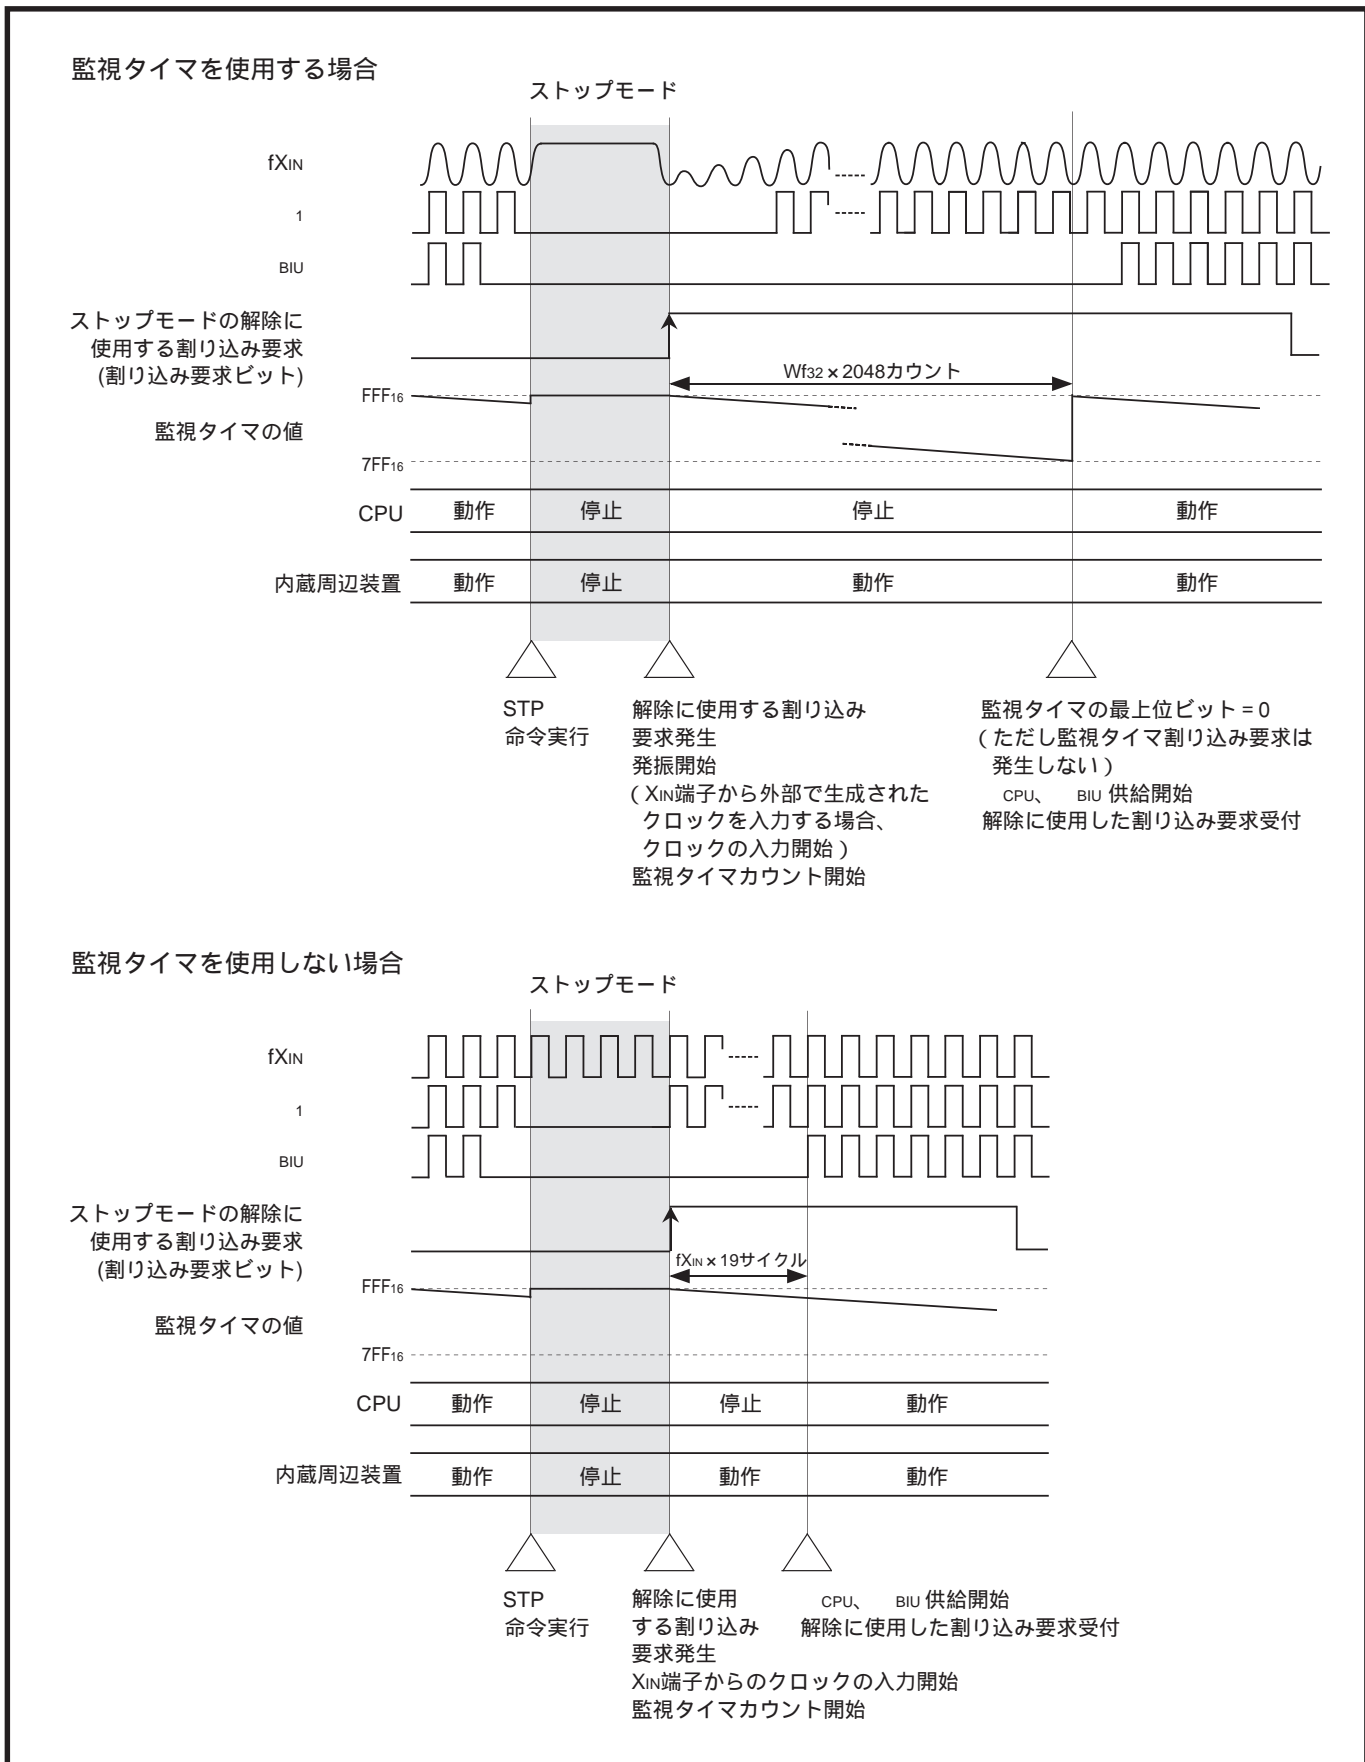 監視タイマを使用する場合
ストップモード
fXIN
1
BIU
ストップモードの解除に
使用する割り込み要求
(割り込み要求ビット)
Wf32×2048カウント
FFF16
監視タイマの値
7FF16
CPU 動作 停止 停止 動作
内蔵周辺装置 動作 停止 動作 動作
STP
命令実行
解除に使用する割り込み
要求発生
発振開始
(XIN端子から外部で生成された
クロックを入力する場合、
クロックの入力開始)
監視タイマカウント開始
監視タイマの最上位ビット=0
(ただし監視タイマ割り込み要求は
発生しない)
CPU、 BIU 供給開始
解除に使用した割り込み要求受付
監視タイマを使用しない場合
ストップモード
fXIN
1
BIU
ストップモードの解除に
使用する割り込み要求
(割り込み要求ビット)
fXIN×19サイクル
FFF16
監視タイマの値
7FF16
CPU 動作 停止 停止 動作
内蔵周辺装置 動作 停止 動作 動作
STP
命令実行
解除に使用
する割り込み
要求発生
XIN端子からのクロックの入力開始
監視タイマカウント開始
CPU、 BIU 供給開始
解除に使用した割り込み要求受付